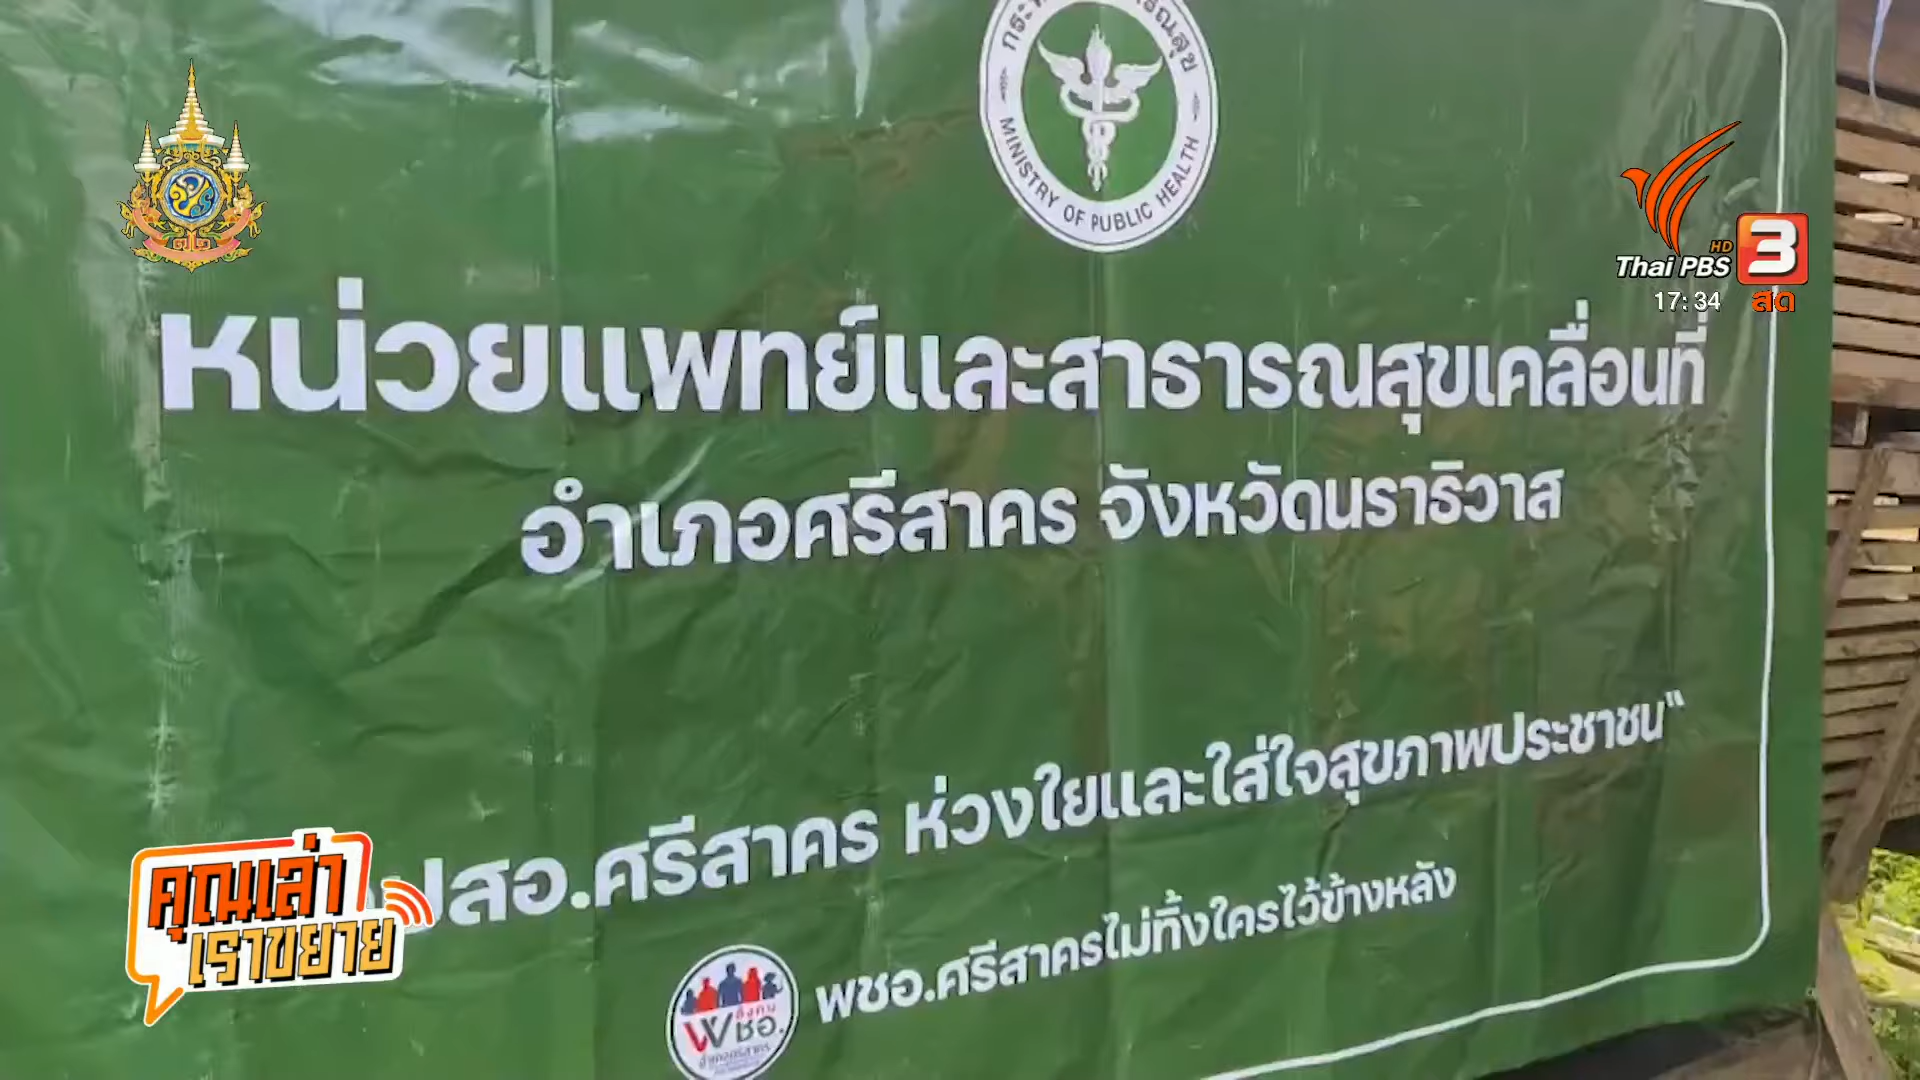 MINISTRY OF PUBLIC HEALTH
Thai PBS HD 3
17:34 สด
หน่วยแพทย์และสาธารณสุขเคลื่อนที่
อำเภอศรีสาคร จังหวัดนราธิวาส
ปสอ.ศรีสาคร ห่วงใยและใส่ใจสุขภาพประชาชน"
พชอ.ศรีสาครไม่ทิ้งใครไว้ข้างหลัง
พชอ.
คุณเล่า
เราขยาย